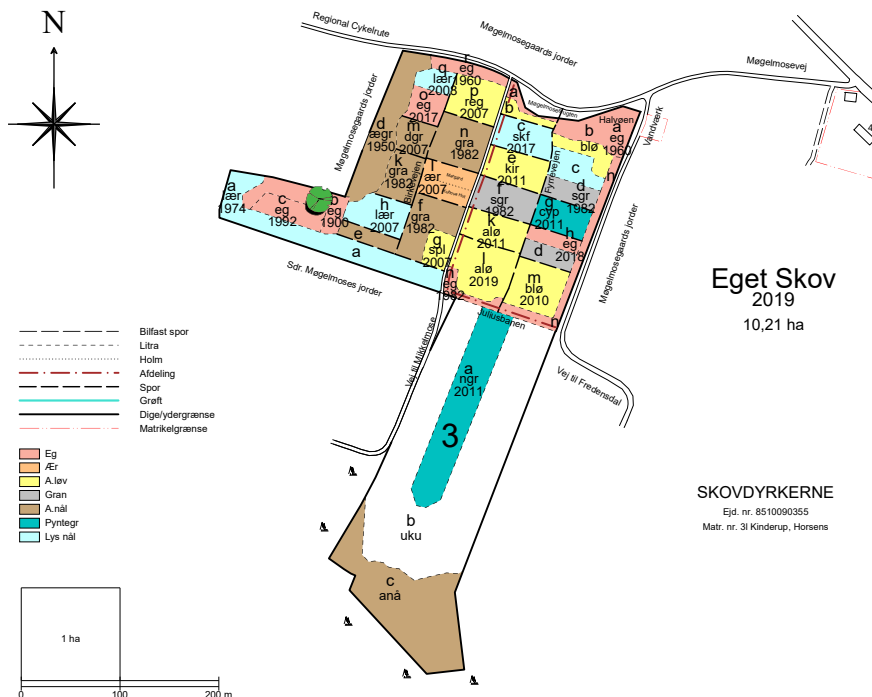 N
Regional Cykelrute
Møgelmosegaards jorder
Møgelmosevej
Møgelmosegaards jorder
r
eg
1960
q
lær
2008
p
reg
2007
o
eg
2017
d
ægr
1950
m
dgr
2007
n
gra
1982
k
gra
1982
l
ær
2007
Birkevejen
a
b
Halvøen
b
blø
a
eg
1960
Vandværk
c
skf
2017
e
kir
2011
Fyrrevejen
c
n
d
sgr
1982
f
sgr
1982
g
cyp
2011
a
lær
1974
c
eg
1992
b
eg
1900
h
lær
2007
f
gra
1982
k
alø
2011
h
eg
2018
d
e
a
g
spl
2007
l
alø
2019
m
blø
2010
n
eg
1982
n
Juliusbanen
Sdr. Møgelmoses jorder
Møgelmosegaards jorder
Vej til Mikkelmose
Vej til Fredensdal
a
ngr
2011
3
b
uku
c
anå
Eget Skov
2019
10,21 ha
Bilfast spor
Litra
Holm
Afdeling
Spor
Grøft
Dige/ydergrænse
Matrikelgrænse
Eg
Ær
A.løv
Gran
A.nål
Pyntegr
Lys nål
SKOVDYRKERNE
Ejd. nr. 8510090355
Matr. nr. 3l Kinderup, Horsens
1 ha
0
100
200 m
4